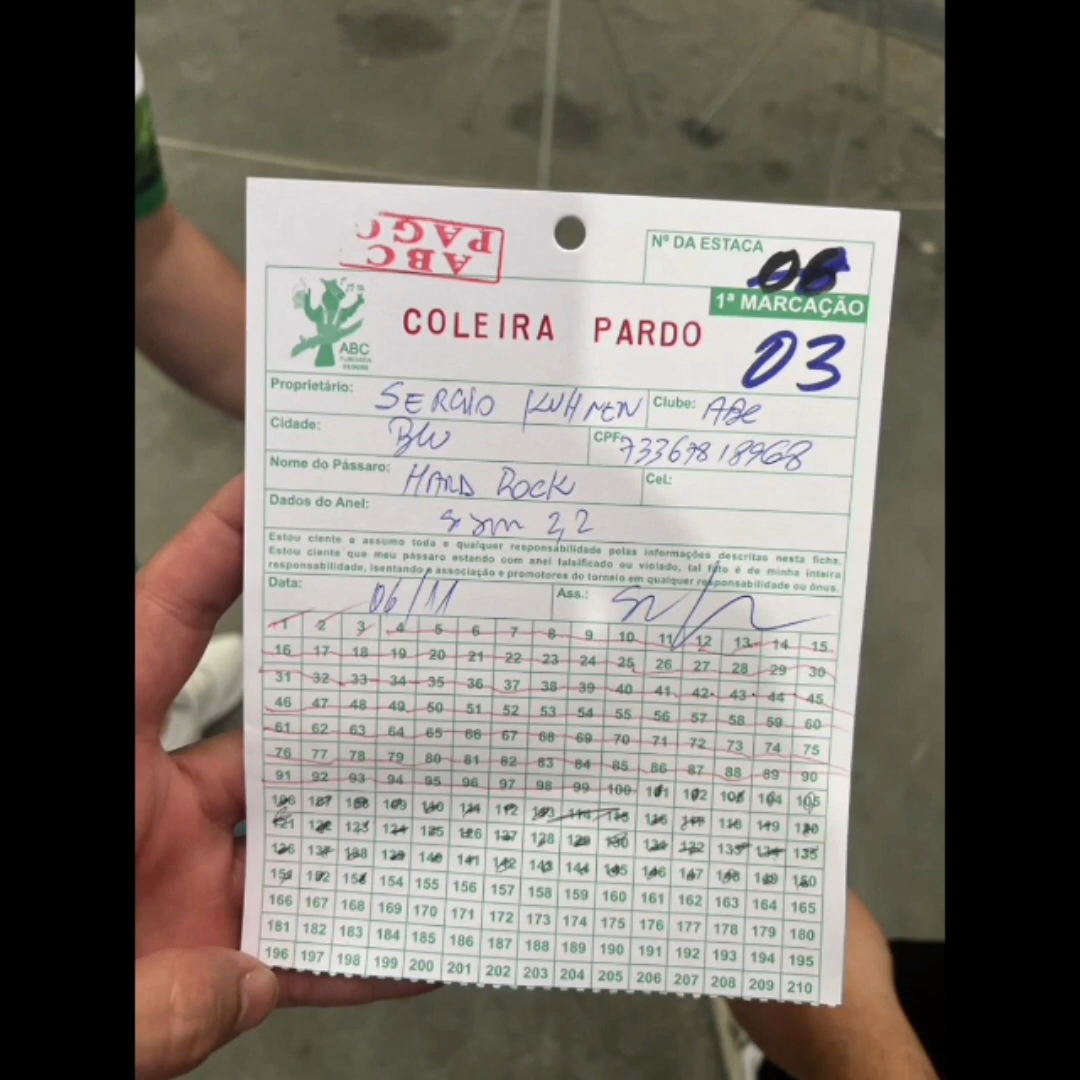 ABC
PAGO
Nº DA ESTACA 06
1ª MARCAÇÃO
ABC
COLEIRA PARDO
03
Proprietário: SERGIO KUHNEN Clube: ABC
Cidade: BLU CPF: 73367818968
Nome do Pássaro: HARD ROCK Cel:
Dados do Anel: 2,2
Estou ciente e assumo toda e qualquer responsabilidade pelas informações descritas nesta ficha.
Estou ciente que meu pássaro estando com anel falsificado ou violado, tal fato é de minha inteira
responsabilidade, isentando a associação e promotores do torneio em qualquer responsabilidade ou ônus.
Data: 06/11 Ass.:
1 2 3 4 5 6 7 8 9 10 11 12 13 14 15
16 17 18 19 20 21 22 23 24 25 26 27 28 29 30
31 32 33 34 35 36 37 38 39 40 41 42 43 44 45
46 47 48 49 50 51 52 53 54 55 56 57 58 59 60
61 62 63 64 65 66 67 68 69 70 71 72 73 74 75
76 77 78 79 80 81 82 83 84 85 86 87 88 89 90
91 92 93 94 95 96 97 98 99 100 101 102 103 104 105
106 107 108 109 110 111 112 113 114 115 116 117 118 119 120
121 122 123 124 125 126 127 128 129 130 131 132 133 134 135
136 137 138 139 140 141 142 143 144 145 146 147 148 149 150
151 152 153 154 155 156 157 158 159 160 161 162 163 164 165
166 167 168 169 170 171 172 173 174 175 176 177 178 179 180
181 182 183 184 185 186 187 188 189 190 191 192 193 194 195
196 197 198 199 200 201 202 203 204 205 206 207 208 209 210